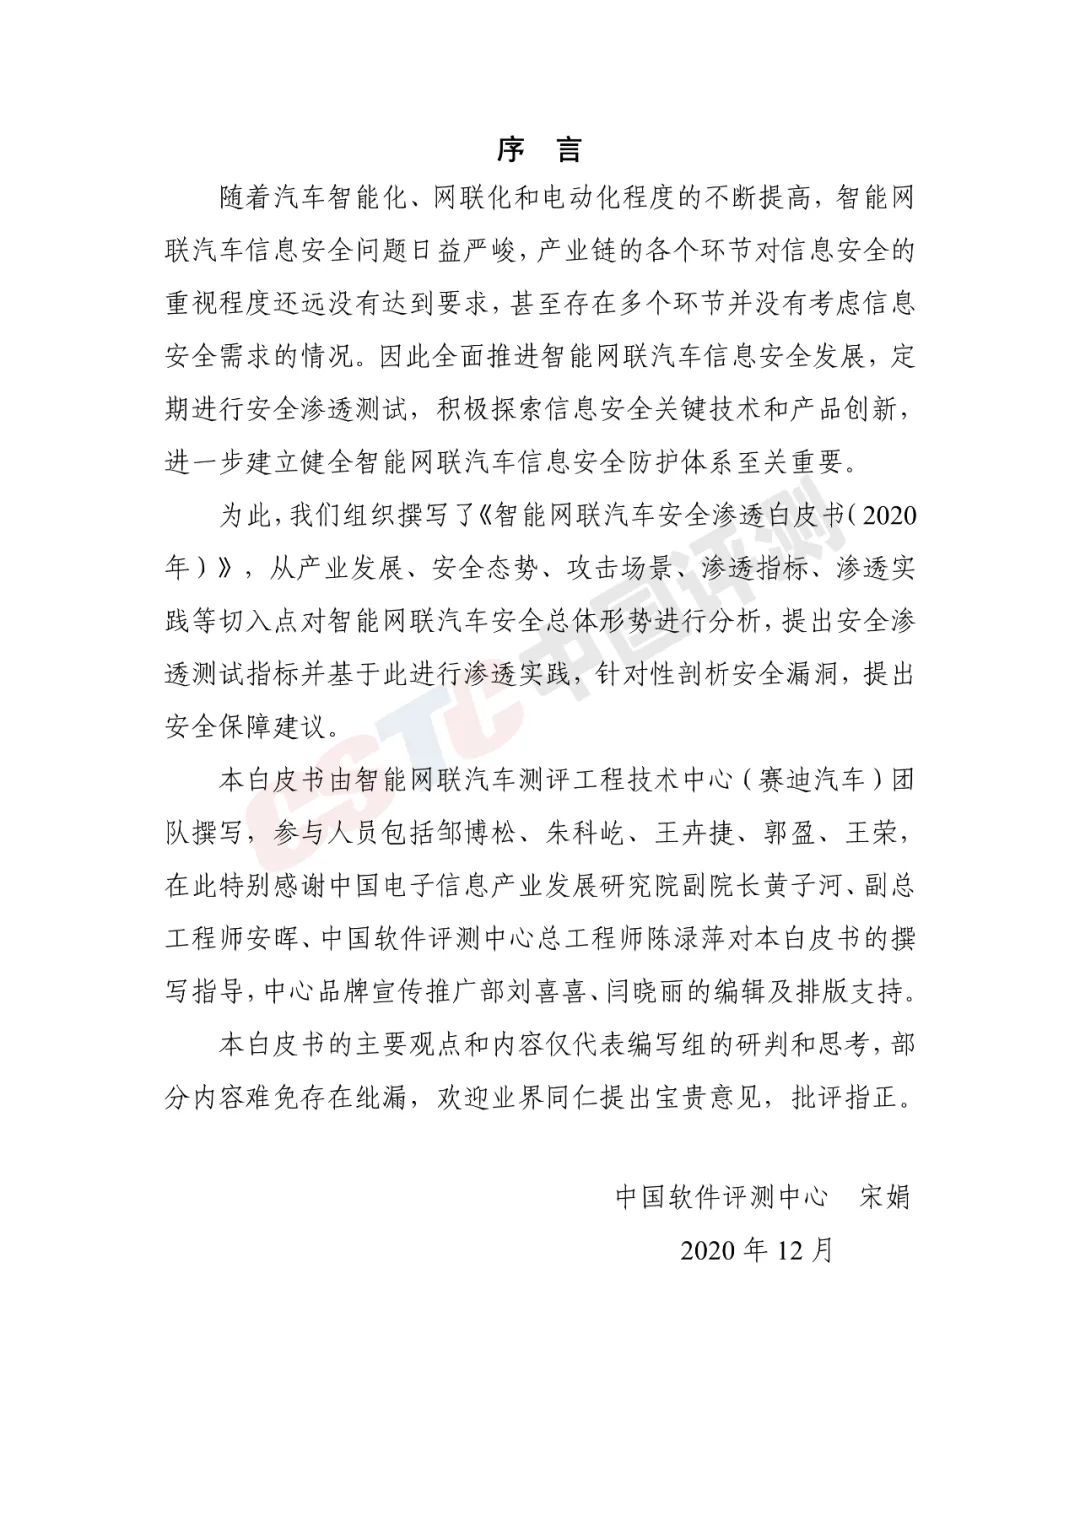 序 言
随着汽车智能化、网联化和电动化程度的不断提高，智能网
联汽车信息安全问题日益严峻，产业链的各个环节对信息安全的
重视程度还远没有达到要求，甚至存在多个环节并没有考虑信息
安全需求的情况。因此全面推进智能网联汽车信息安全发展，定
期进行安全渗透测试，积极探索信息安全关键技术和产品创新，
进一步建立健全智能网联汽车信息安全防护体系至关重要。
为此，我们组织撰写了《智能网联汽车安全渗透白皮书（2020
年）》，从产业发展、安全态势、攻击场景、渗透指标、渗透实
践等切入点对智能网联汽车安全总体形势进行分析，提出安全渗
透测试指标并基于此进行渗透实践，针对性剖析安全漏洞，提出
安全保障建议。
本白皮书由智能网联汽车测评工程技术中心（赛迪汽车）团
队撰写，参与人员包括邹博松、朱科屹、王卉捷、郭盈、王荣，
在此特别感谢中国电子信息产业发展研究院副院长黄子河、副总
工程师安晖、中国软件评测中心总工程师陈渌萍对本白皮书的撰
写指导，中心品牌宣传推广部刘喜喜、闫晓丽的编辑及排版支持。
本白皮书的主要观点和内容仅代表编写组的研判和思考，部
分内容难免存在纰漏，欢迎业界同仁提出宝贵意见，批评指正。
中国软件评测中心 宋娟
2020 年 12 月
CSTC中国评测